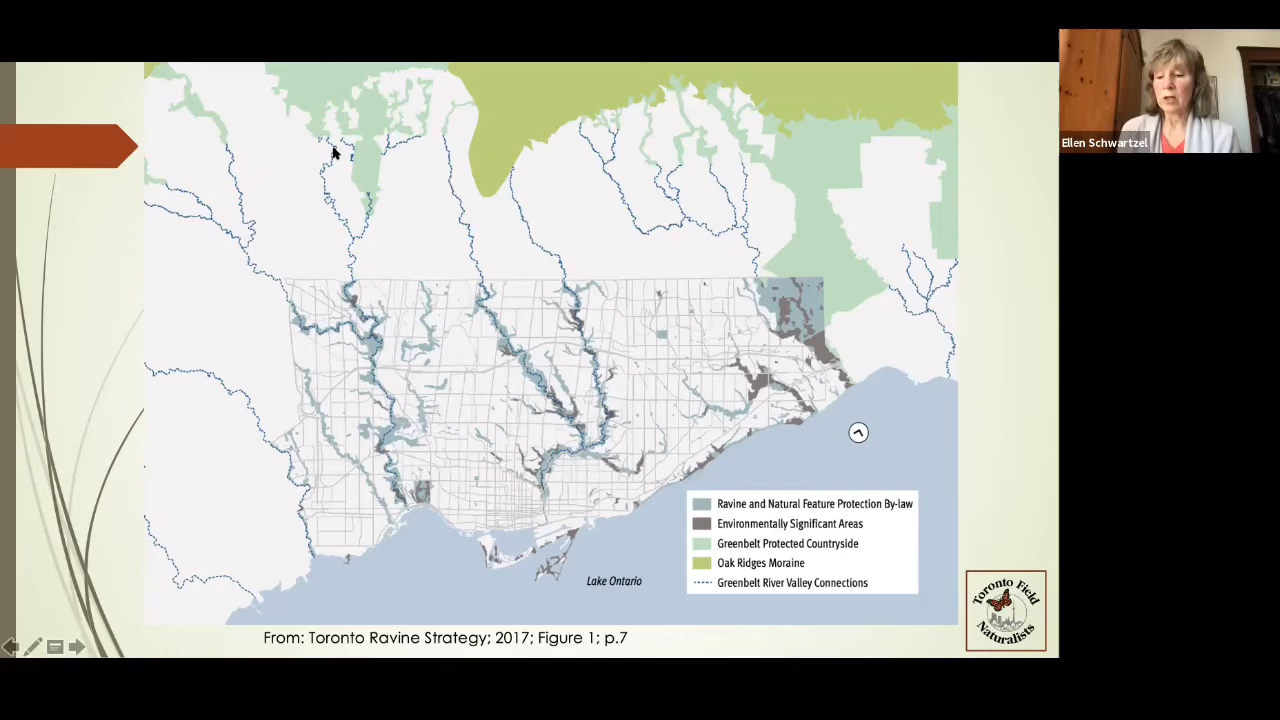 Ellen Schwartzel
Ravine and Natural Feature Protection By-law
Environmentally Significant Areas
Greenbelt Protected Countryside
Oak Ridges Moraine
Greenbelt River Valley Connections
Lake Ontario
Toronto Field
Naturalists
From: Toronto Ravine Strategy; 2017; Figure 1; p.7